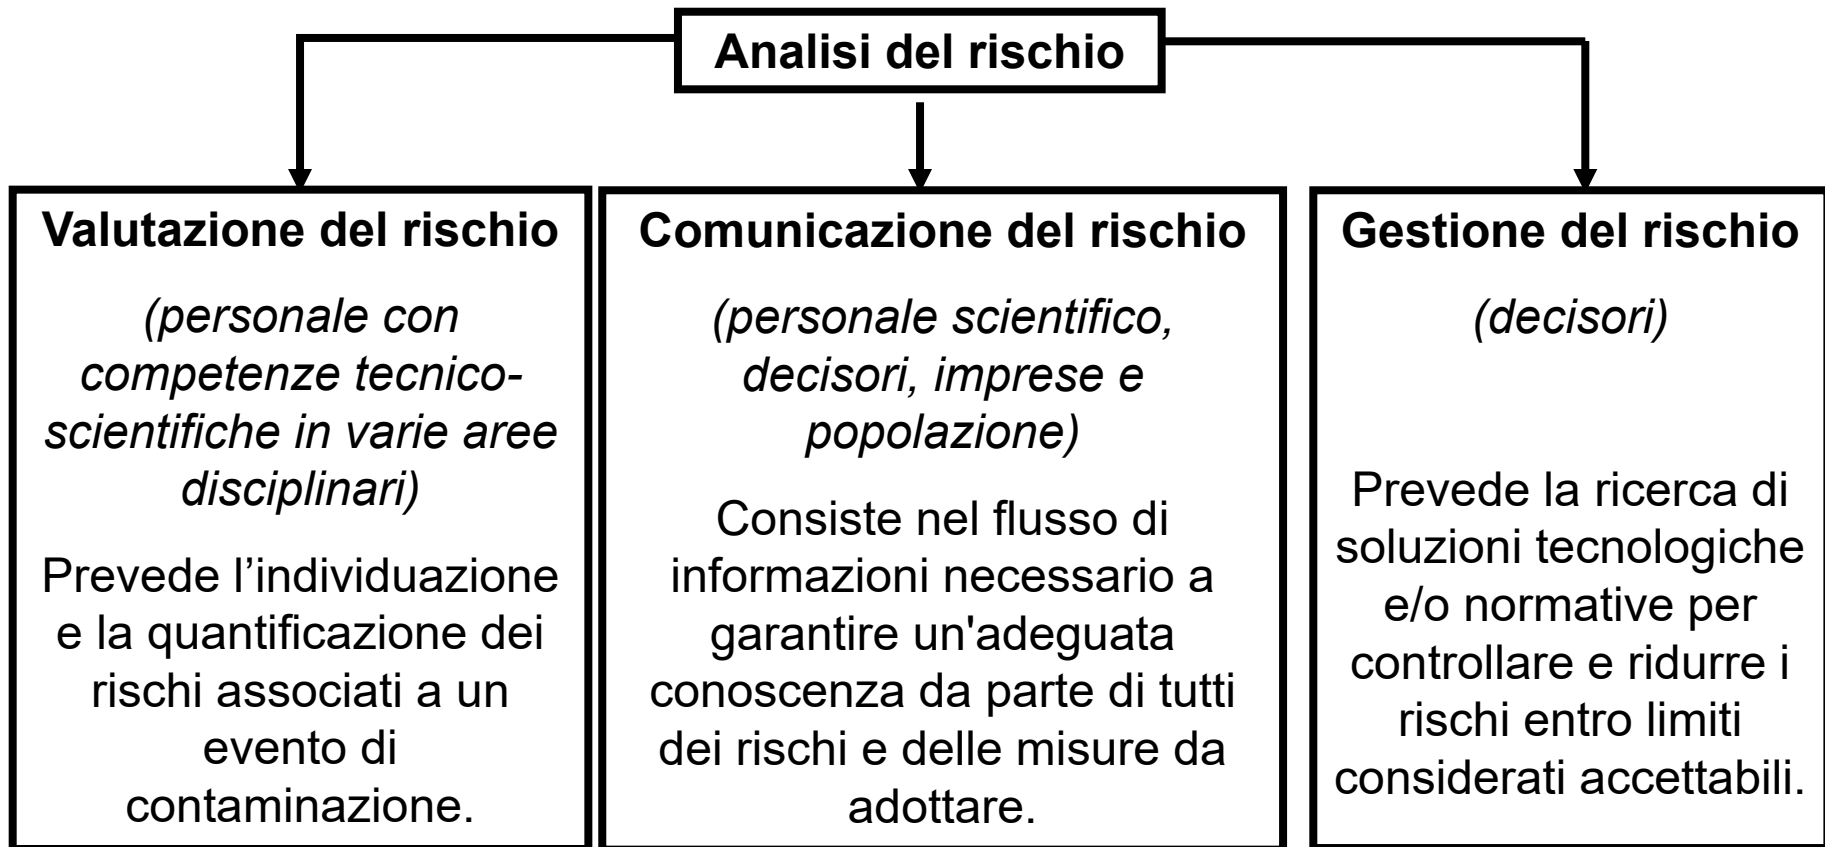 Analisi del rischio
Valutazione del rischio
(personale con
competenze tecnico-
scientifiche in varie aree
disciplinari)
Prevede l’individuazione
e la quantificazione dei
rischi associati a un
evento di
contaminazione.
Comunicazione del rischio
(personale scientifico,
decisori, imprese e
popolazione)
Consiste nel flusso di
informazioni necessario a
garantire un'adeguata
conoscenza da parte di tutti
dei rischi e delle misure da
adottare.
Gestione del rischio
(decisori)
Prevede la ricerca di
soluzioni tecnologiche
e/o normative per
controllare e ridurre i
rischi entro limiti
considerati accettabili.